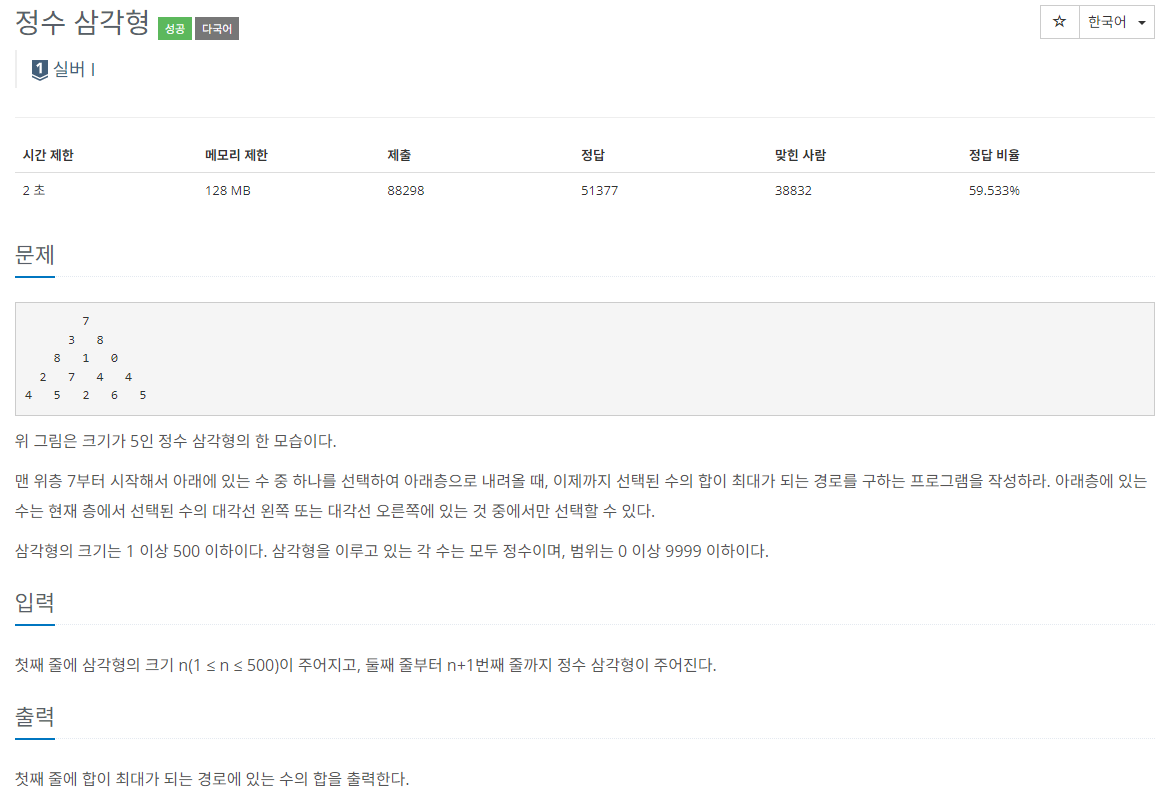 정수 삼각형 성공 다국어 ☆ 한국어
1 실버 I
시간 제한 메모리 제한 제출 정답 맞힌 사람 정답 비율
2 초 128 MB 88298 51377 38832 59.533%
문제
7
3 8
8 1 0
2 7 4 4
4 5 2 6 5
위 그림은 크기가 5인 정수 삼각형의 한 모습이다.
맨 위층 7부터 시작해서 아래에 있는 수 중 하나를 선택하여 아래층으로 내려올 때, 이제까지 선택된 수의 합이 최대가 되는 경로를 구하는 프로그램을 작성하라. 아래층에 있는
수는 현재 층에서 선택된 수의 대각선 왼쪽 또는 대각선 오른쪽에 있는 것 중에서만 선택할 수 있다.
삼각형의 크기는 1 이상 500 이하이다. 삼각형을 이루고 있는 각 수는 모두 정수이며, 범위는 0 이상 9999 이하이다.
입력
첫째 줄에 삼각형의 크기 n(1 ≤ n ≤ 500)이 주어지고, 둘째 줄부터 n+1번째 줄까지 정수 삼각형이 주어진다.
출력
첫째 줄에 합이 최대가 되는 경로에 있는 수의 합을 출력한다.